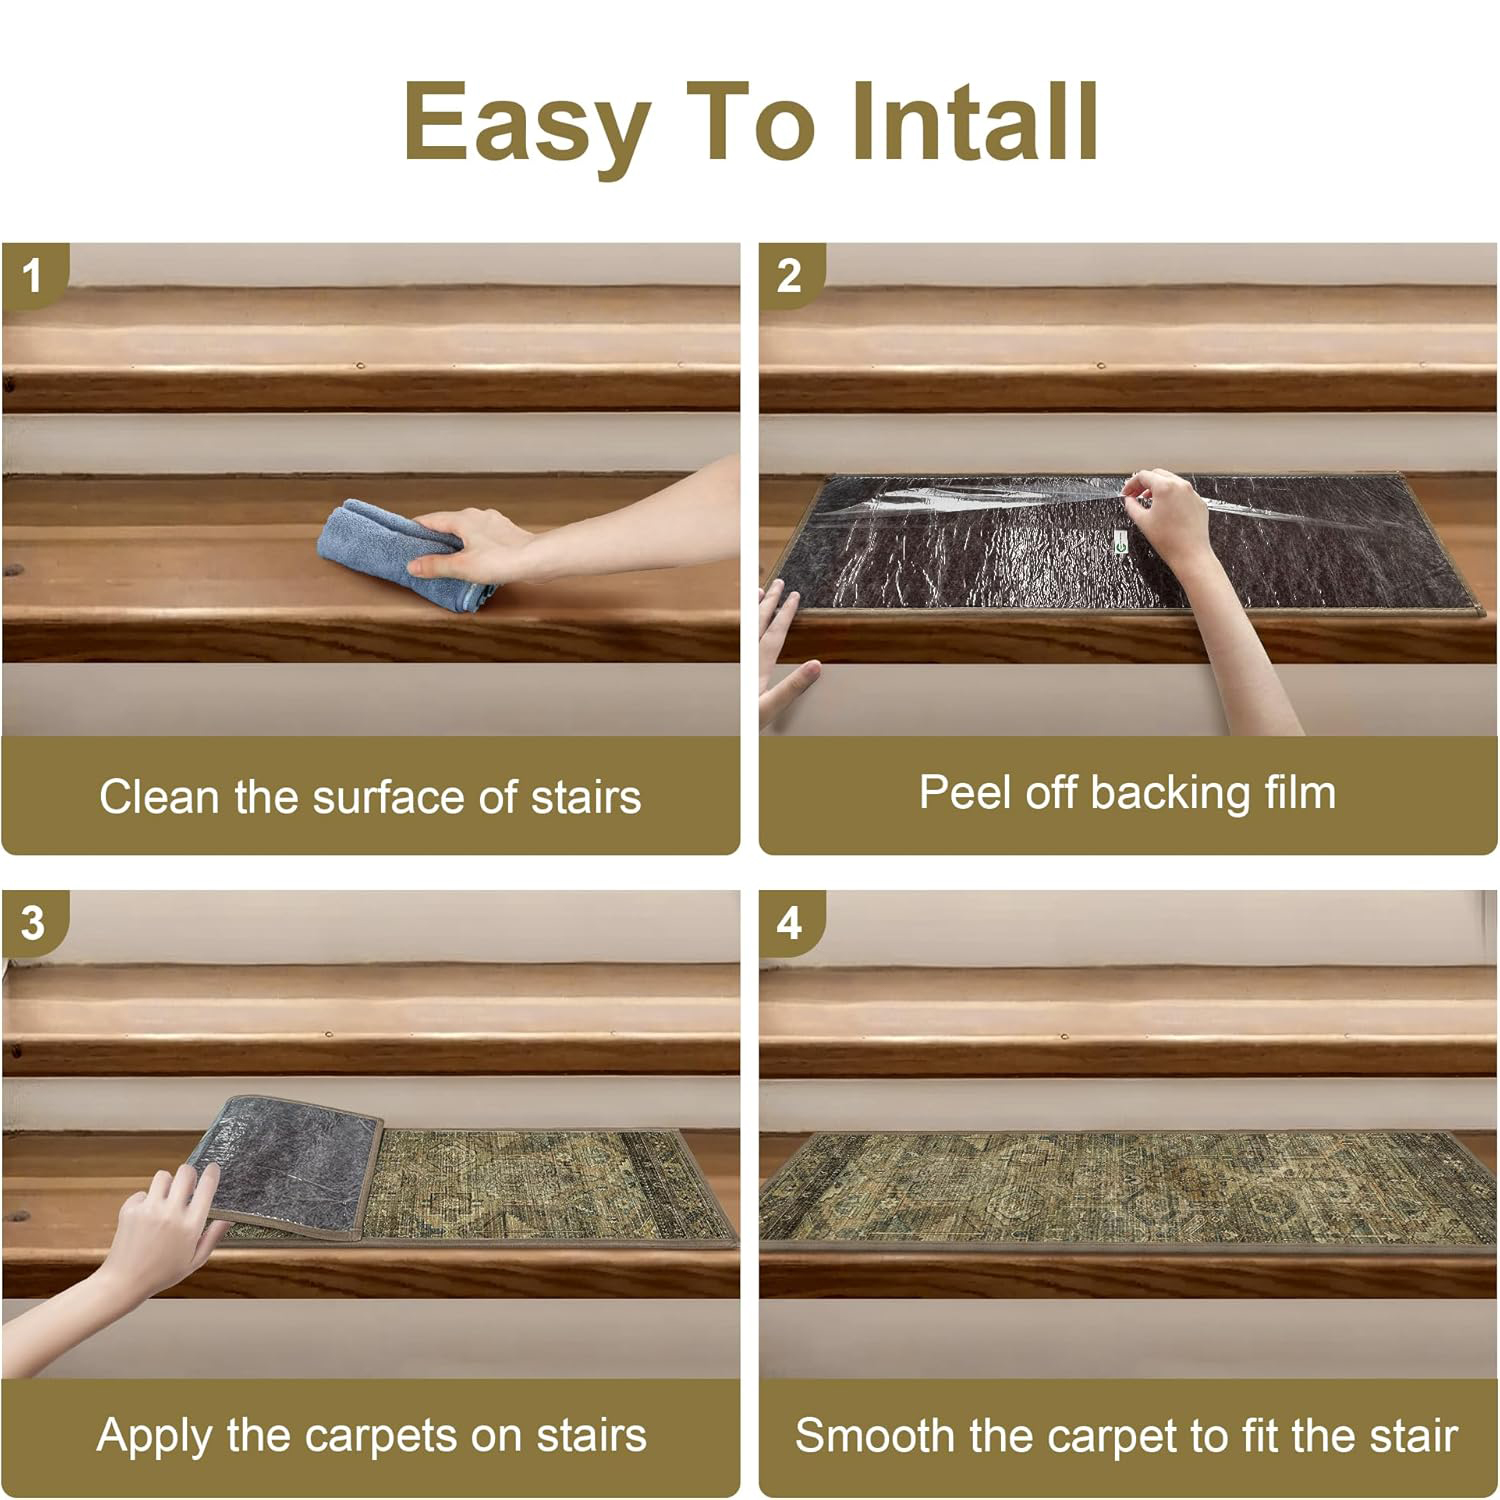 Easy To Intall
1
2
Clean the surface of stairs
Peel off backing film
3
4
Apply the carpets on stairs
Smooth the carpet to fit the stair